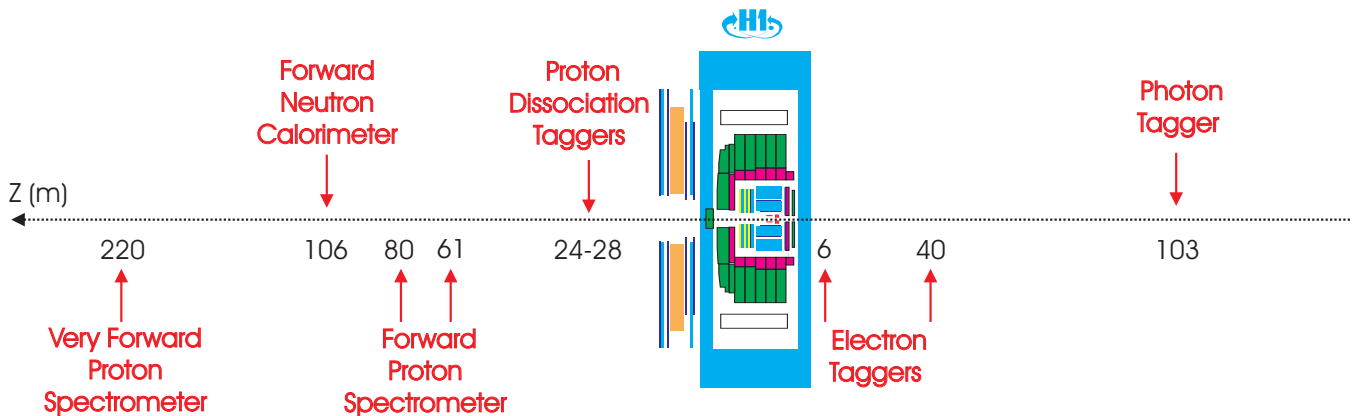 H1
Forward
Neutron
Calorimeter
Proton
Dissociation
Taggers
Photon
Tagger
Z (m)
220
106
80
61
24-28
6
40
103
Very Forward
Proton
Spectrometer
Forward
Proton
Spectrometer
Electron
Taggers